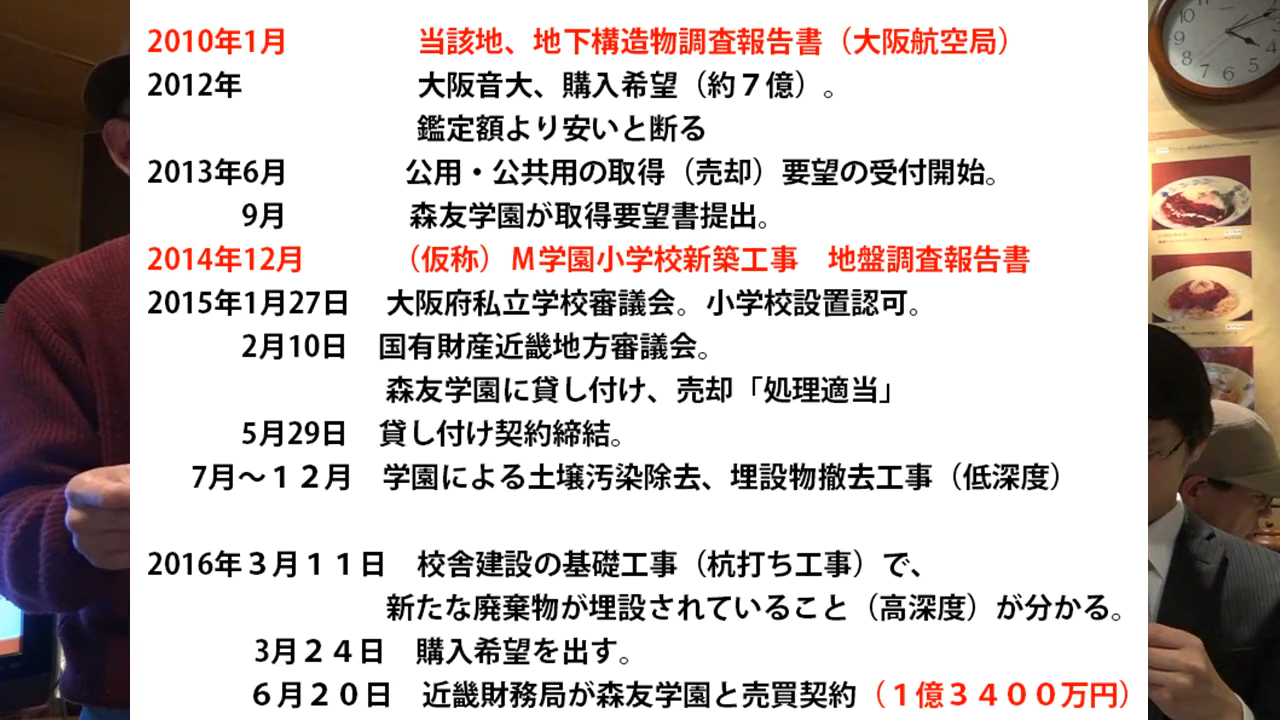 2010年1月 当該地、地下構造物調査報告書（大阪航空局）
2012年 大阪音大、購入希望（約７億）。
鑑定額より安いと断る
2013年6月 公用・公共用の取得（売却）要望の受付開始。
9月 森友学園が取得要望書提出。
2014年12月 （仮称）Ｍ学園小学校新築工事　地盤調査報告書
2015年1月27日 大阪府私立学校審議会。小学校設置認可。
2月10日 国有財産近畿地方審議会。
森友学園に貸し付け、売却「処理適当」
5月29日 貸し付け契約締結。
7月～１２月 学園による土壌汚染除去、埋設物撤去工事（低深度）
2016年３月１１日 校舎建設の基礎工事（杭打ち工事）で、
新たな廃棄物が埋設されていること（高深度）が分かる。
3月２４日 購入希望を出す。
６月２０日 近畿財務局が森友学園と売買契約（１億３４００万円）
10
11
12
1
2
3
4
5
6
7
8
9